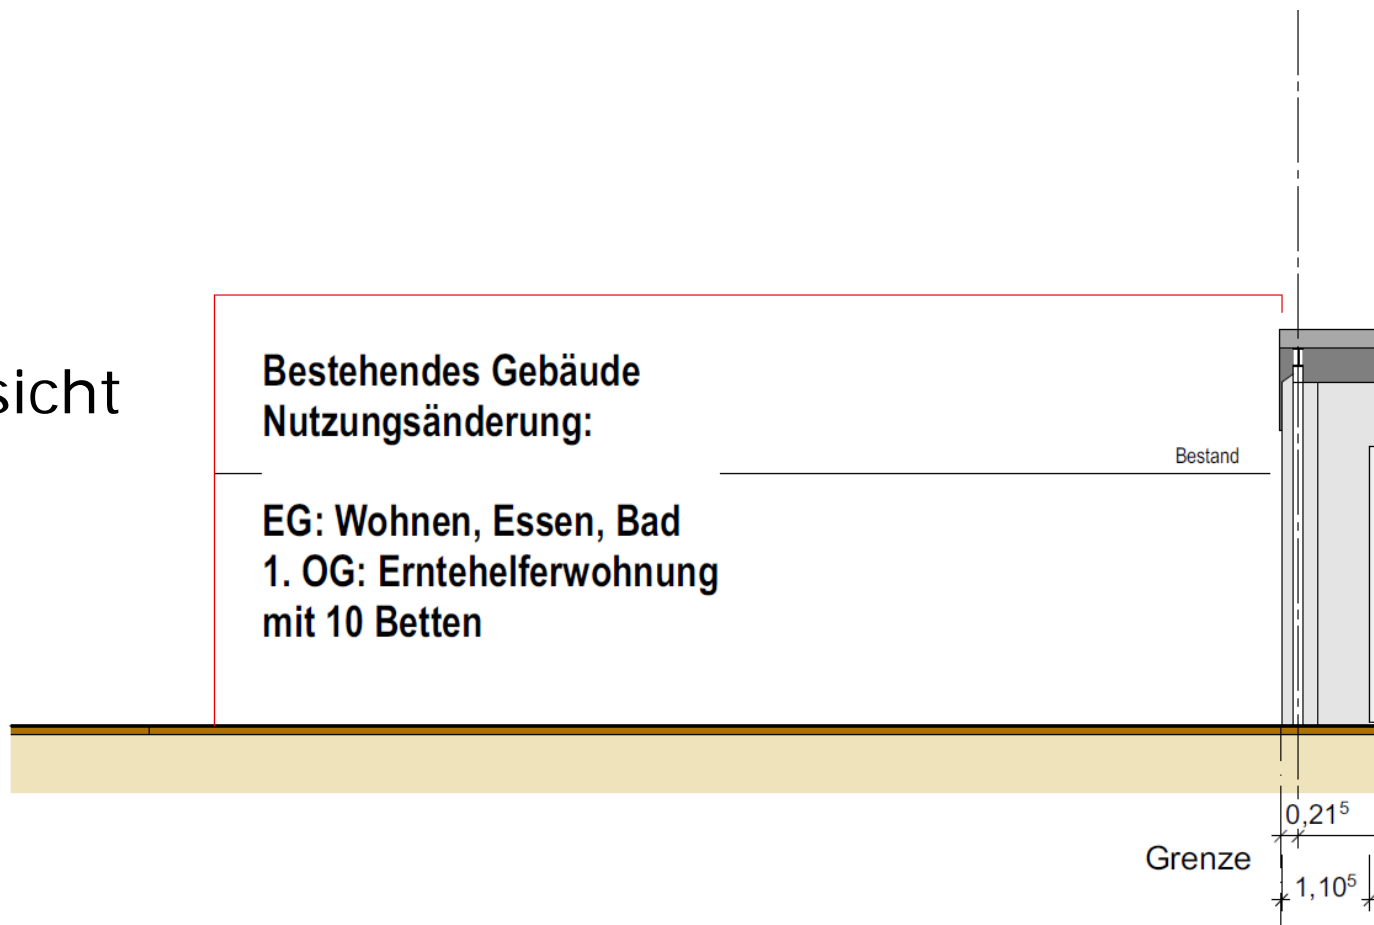 sicht
Bestehendes Gebäude
Nutzungsänderung:
Bestand
EG: Wohnen, Essen, Bad
1. OG: Erntehelferwohnung
mit 10 Betten
0,21⁵
Grenze
1,10⁵